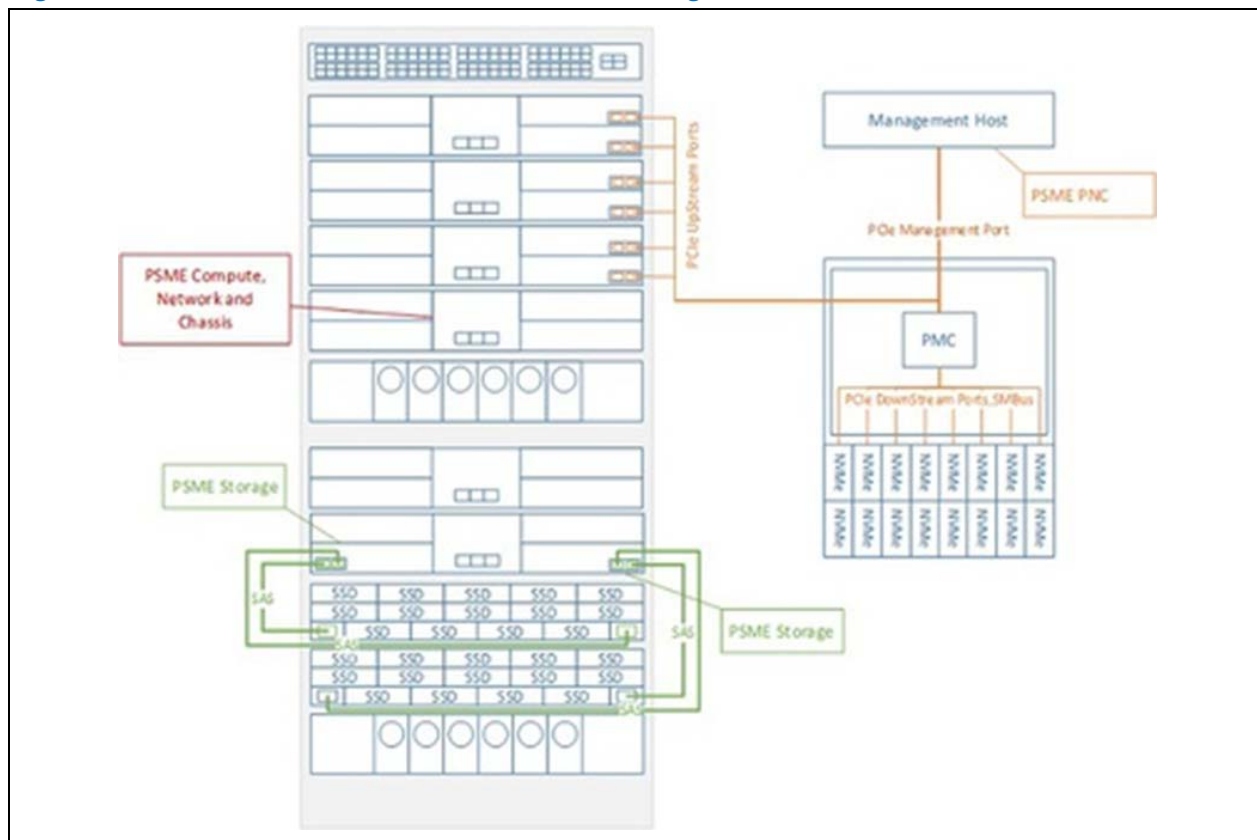 Management Host
PSME PNC
PCIe UpStream Ports
PCIe Management Port
PSME Compute,
Network and
Chassis
PMC
PCIe DownStream Ports,SMBus
NVMe NVMe NVMe NVMe NVMe NVMe NVMe NVMe
NVMe NVMe NVMe NVMe NVMe NVMe NVMe NVMe
PSME Storage
SSD SSD SSD SSD SSD
SAS
SSD SSD SSD SSD SSD
SSD SSD SSD SSD
SAS
PSME Storage
SAS
SSD SSD SSD SSD SSD
SSD SSD SSD SSD SSD
SSD SSD SSD SSD
SAS